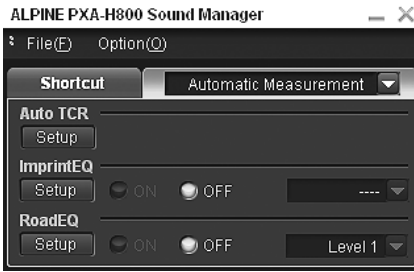 ALPINE PXA-H800 Sound Manager
File(F) Option(O)
Shortcut Automatic Measurement
Auto TCR
Setup
ImprintEQ
Setup ON OFF ----
RoadEQ
Setup ON OFF Level 1